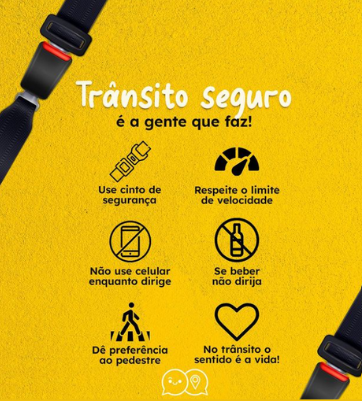 Trânsito seguro
é a gente que faz!
Use cinto de
segurança
Respeite o limite
de velocidade
Não use celular
enquanto dirige
Se beber
não dirija
Dê preferência
ao pedestre
No trânsito o
sentido é a vida!